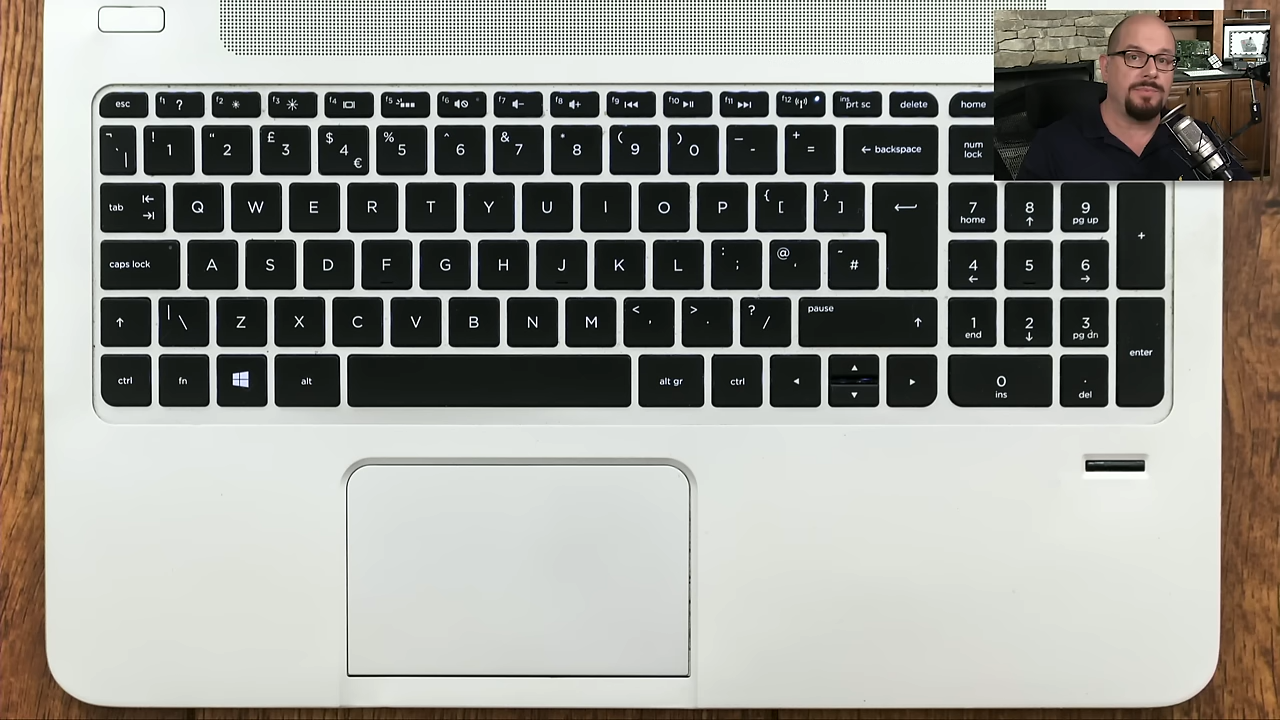 esc f1 ? f2 f3 f4 f5 f6 f7 - f8 + f9 f10 f11 f12 ins prt sc delete home
¬ ` | ! 1 " 2 £ 3 $ 4 € % 5 ^ 6 & 7 * 8 ( 9 ) 0 _ - + = ← backspace num lock
tab Q W E R T Y U I O P { [ } ] 7 home 8 ↑ 9 pg up +
caps lock A S D F G H J K L : ; @ ' ~ # 4 ← 5 6 →
↑ | \ Z X C V B N M < , > . ? / pause ↑ 1 end 2 ↓ 3 pg dn enter
ctrl fn alt alt gr ctrl ◄ ▲ ▼ ► 0 ins . del